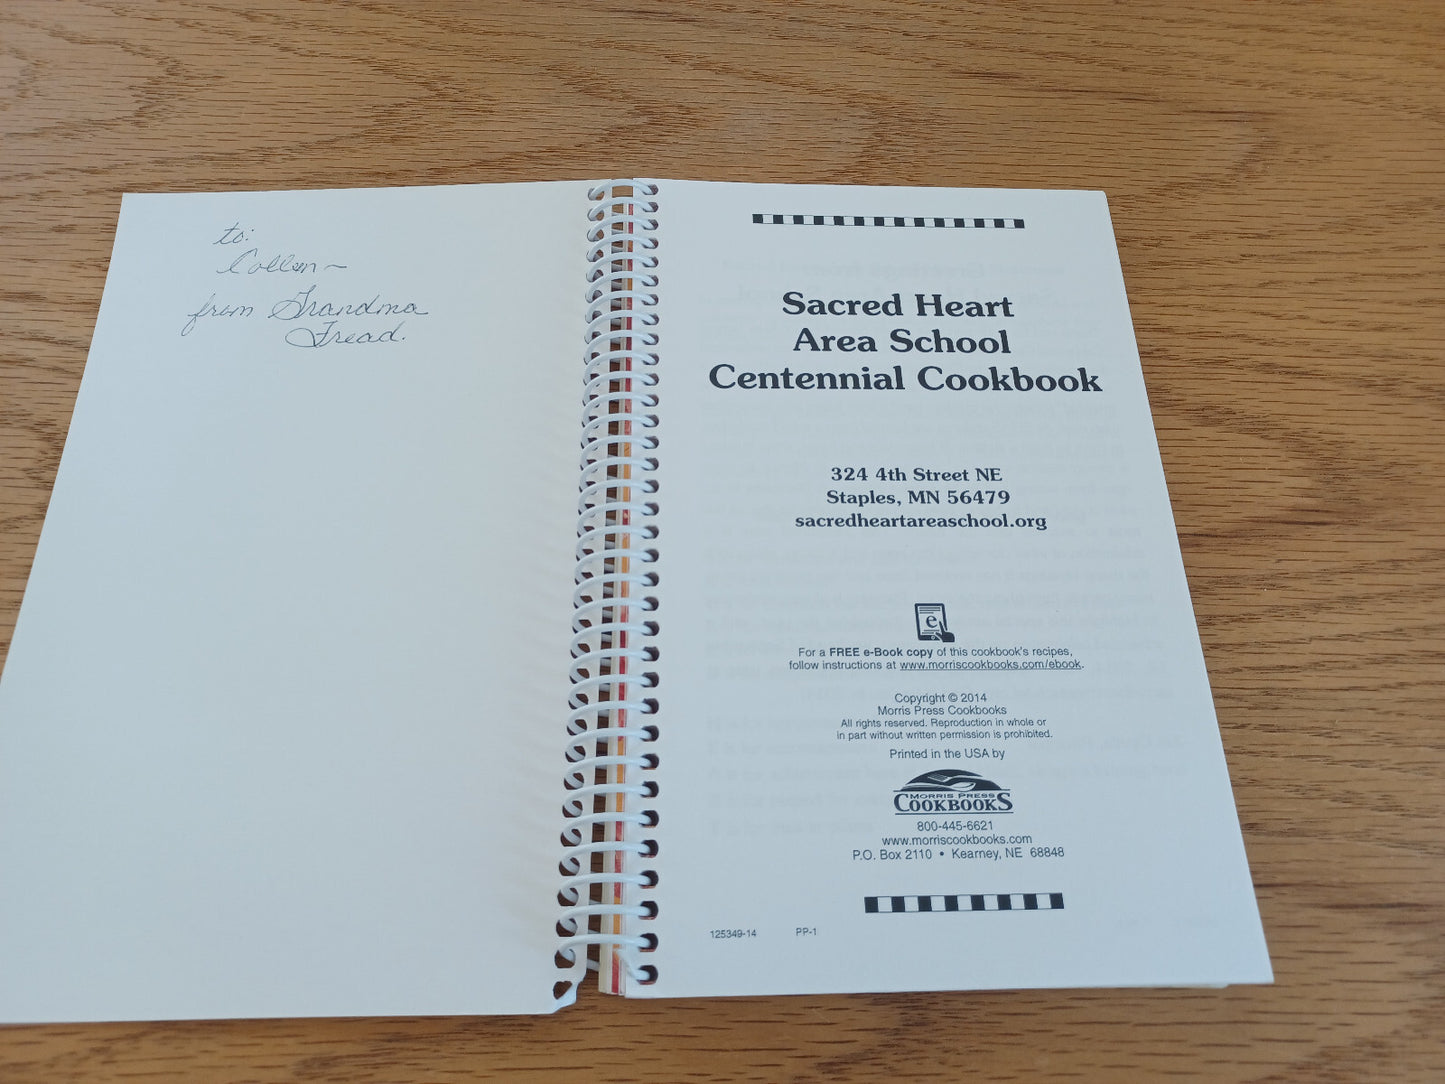 to:
Collen~
from Grandma
Fread.
Sacred Heart
Area School
Centennial Cookbook
324 4th Street NE
Staples, MN 56479
sacredheartareaschool.org
e
For a FREE e-Book copy of this cookbook's recipes,
follow instructions at www.morriscookbooks.com/ebook.
Copyright © 2014
Morris Press Cookbooks
All rights reserved. Reproduction in whole or
in part without written permission is prohibited.
Printed in the USA by
MORRIS PRESS
COOKBOOKS
800-445-6621
www.morriscookbooks.com
P.O. Box 2110 • Kearney, NE 68848
125349-14 PP-1